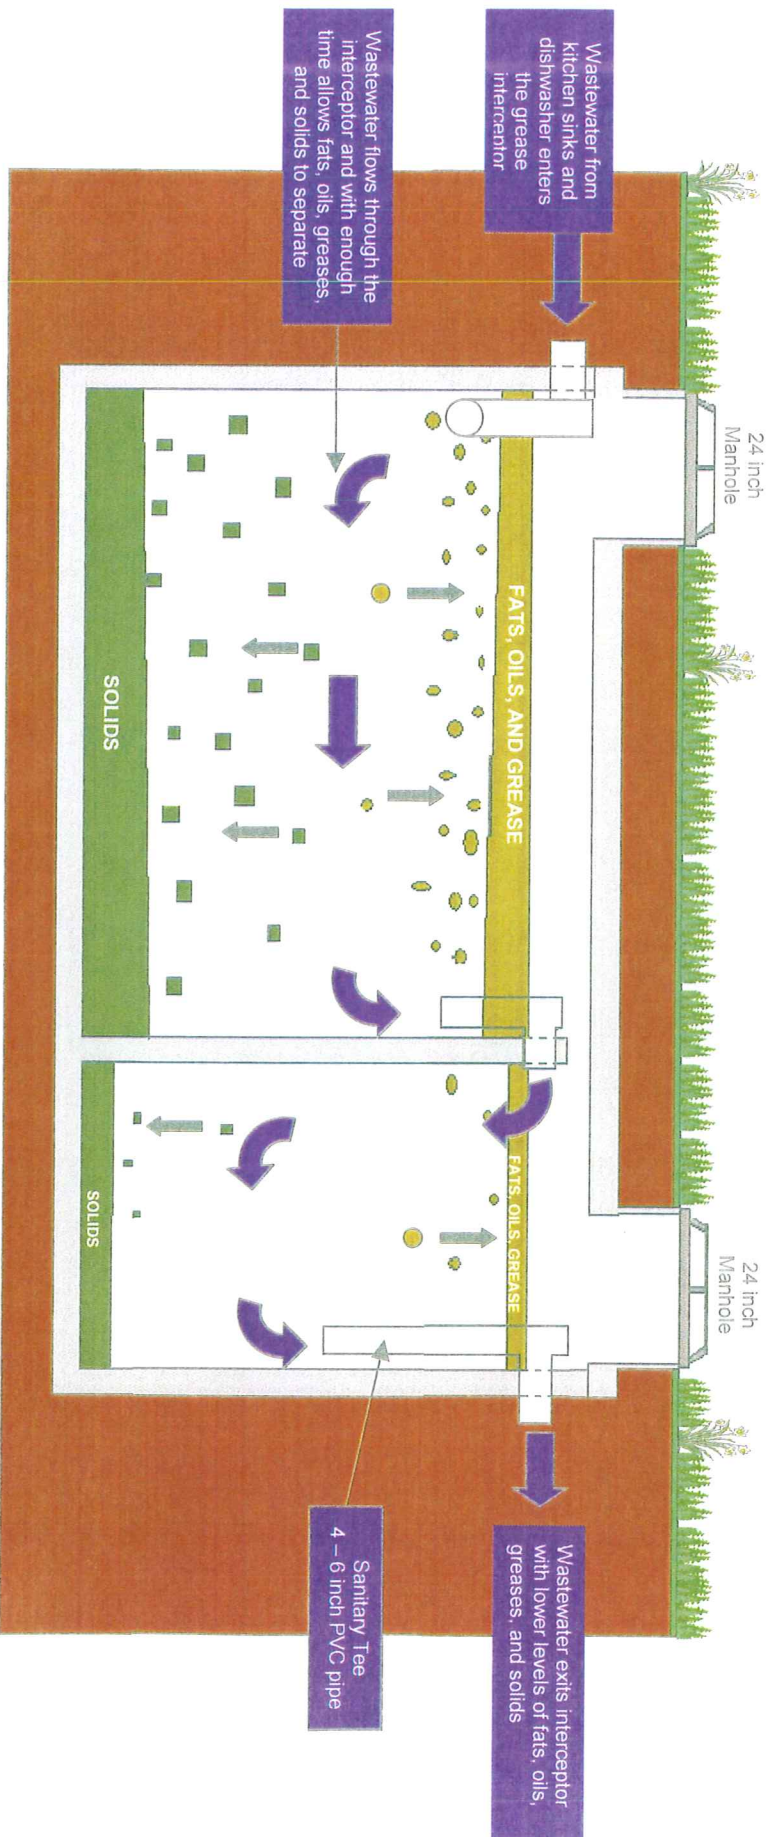 24 inch
Manhole
24 inch
Manhole
Wastewater from
kitchen sinks and
dishwasher enters
the grease
interceptor
Wastewater flows through the
interceptor and with enough
time allows fats, oils, greases,
and solids to separate
FATS, OILS, AND GREASE
SOLIDS
FATS, OILS, GREASE
SOLIDS
Wastewater exits interceptor
with lower levels of fats, oils,
greases, and solids
Sanitary Tee
4 – 6 inch PVC pipe